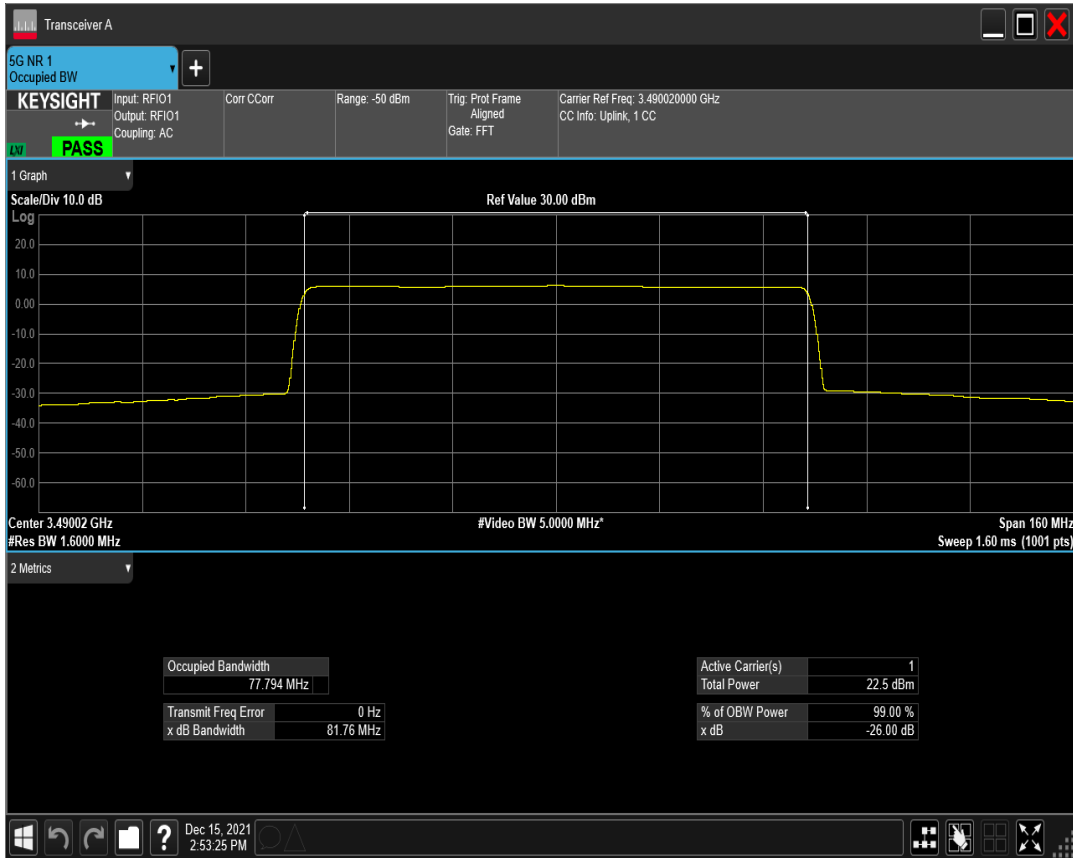 Transceiver A
5G NR 1
Occupied BW
KEYSIGHT
LXI
PASS
Input: RFIO1
Output: RFIO1
Coupling: AC
Corr CCorr
Range: -50 dBm
Trig: Prot Frame
Aligned
Gate: FFT
Carrier Ref Freq: 3.490020000 GHz
CC Info: Uplink, 1 CC
1 Graph
Scale/Div 10.0 dB
Ref Value 30.00 dBm
Log
20.0
10.0
0.00
-10.0
-20.0
-30.0
-40.0
-50.0
-60.0
Center 3.49002 GHz
#Video BW 5.0000 MHz*
Span 160 MHz
#Res BW 1.6000 MHz
Sweep 1.60 ms (1001 pts)
2 Metrics
Occupied Bandwidth
77.794 MHz
Transmit Freq Error 0 Hz
x dB Bandwidth 81.76 MHz
Active Carrier(s) 1
Total Power 22.5 dBm
% of OBW Power 99.00 %
x dB -26.00 dB
?
Dec 15, 2021
2:53:25 PM